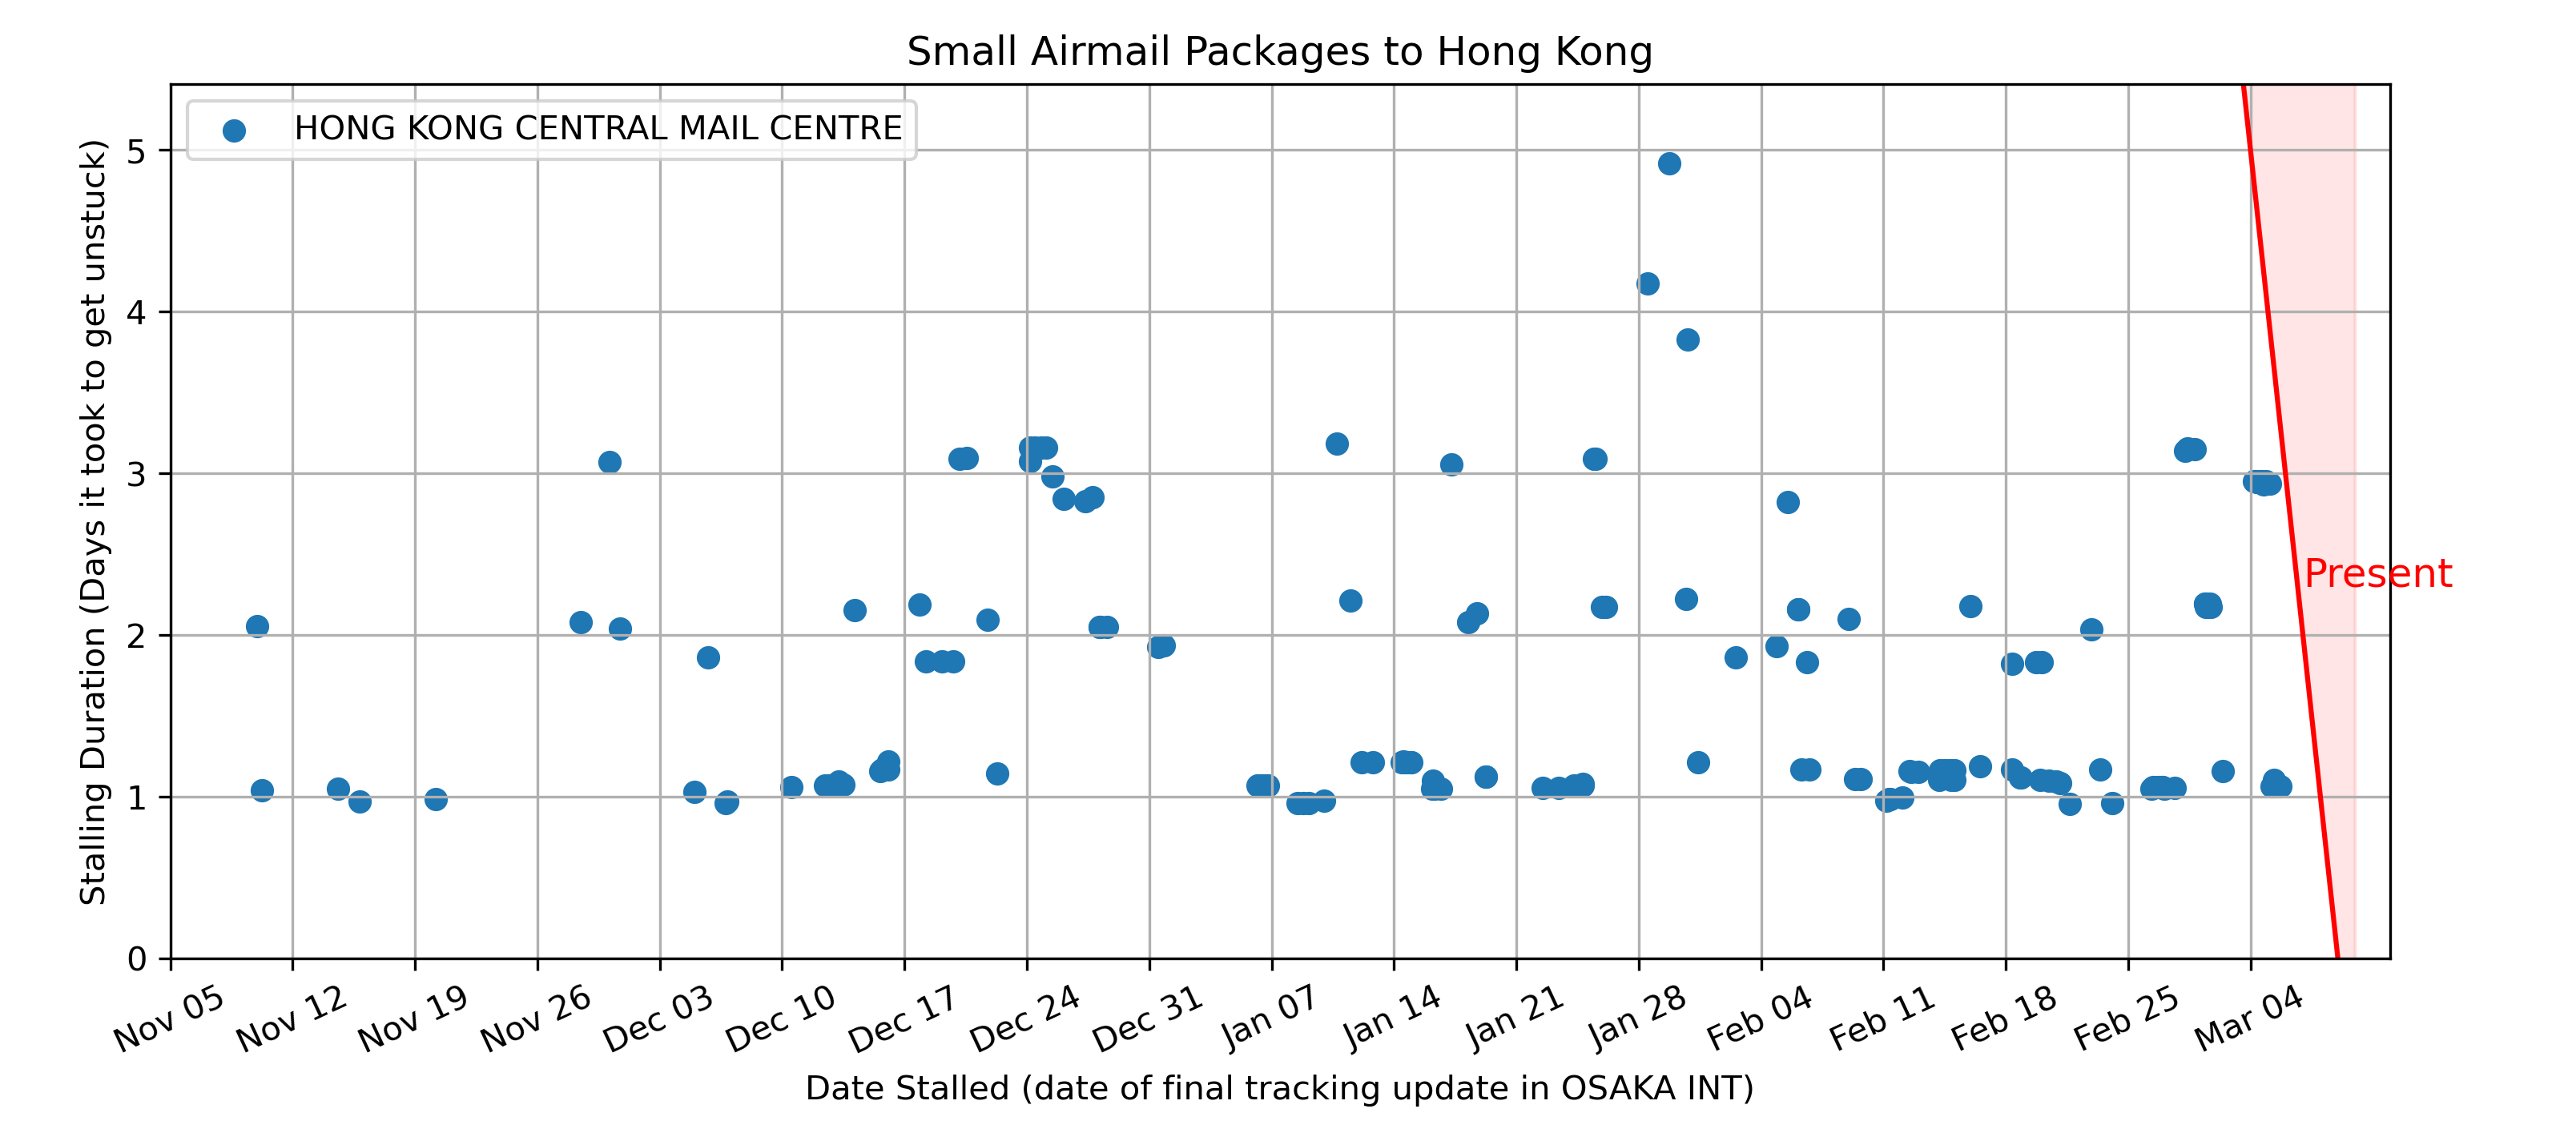 Small Airmail Packages to Hong Kong
HONG KONG CENTRAL MAIL CENTRE
Stalling Duration (Days it took to get unstuck)
5
4
3
2
1
0
Present
Nov 05
Nov 12
Nov 19
Nov 26
Dec 03
Dec 10
Dec 17
Dec 24
Dec 31
Jan 07
Jan 14
Jan 21
Jan 28
Feb 04
Feb 11
Feb 18
Feb 25
Mar 04
Date Stalled (date of final tracking update in OSAKA INT)